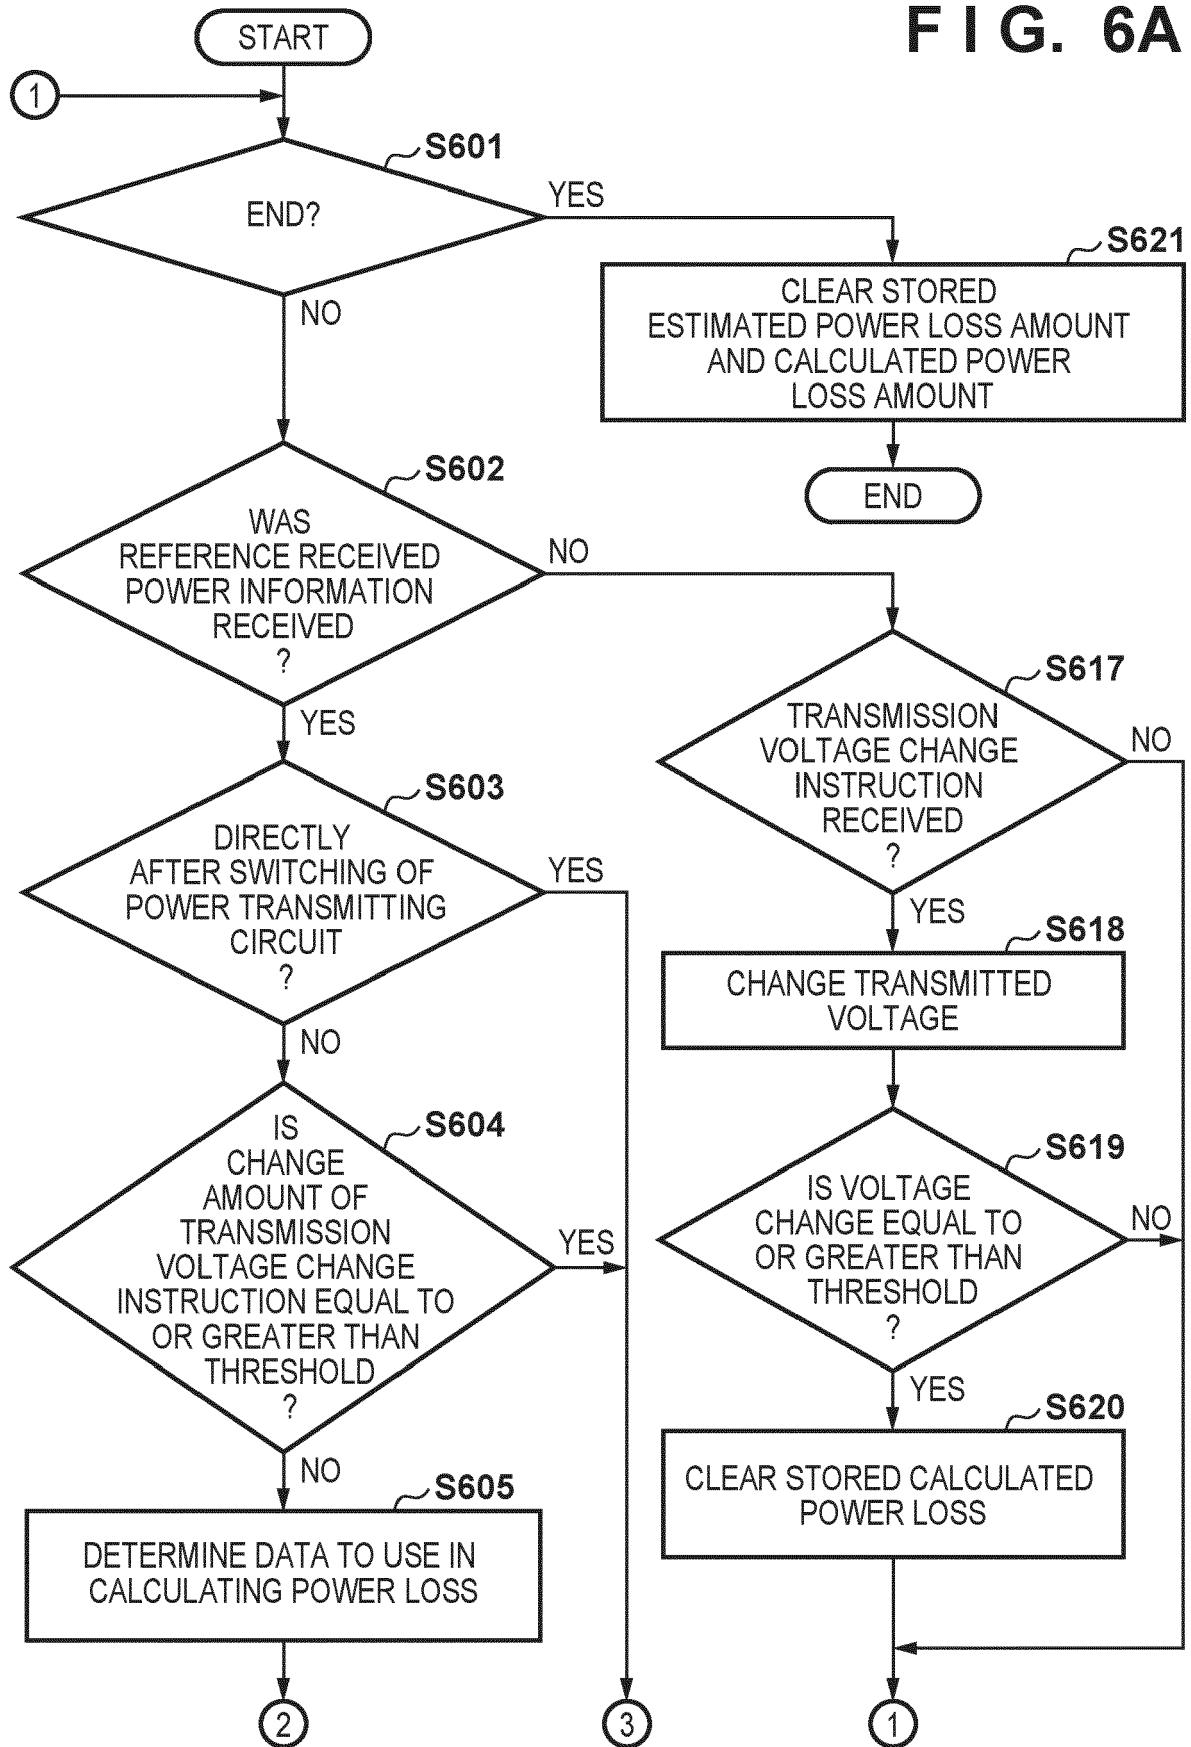 F I G. 6A
START
1
S601
END?
YES
NO
S621
CLEAR STORED
ESTIMATED POWER LOSS AMOUNT
AND CALCULATED POWER
LOSS AMOUNT
END
S602
WAS
REFERENCE RECEIVED
POWER INFORMATION
RECEIVED
?
NO
YES
S617
TRANSMISSION
VOLTAGE CHANGE
INSTRUCTION
RECEIVED
?
NO
YES
S603
DIRECTLY
AFTER SWITCHING OF
POWER TRANSMITTING
CIRCUIT
?
YES
NO
S618
CHANGE TRANSMITTED
VOLTAGE
S604
IS
CHANGE
AMOUNT OF
TRANSMISSION
VOLTAGE CHANGE
INSTRUCTION EQUAL TO
OR GREATER THAN
THRESHOLD
?
YES
NO
S619
IS VOLTAGE
CHANGE EQUAL TO
OR GREATER THAN
THRESHOLD
?
NO
YES
S605
DETERMINE DATA TO USE IN
CALCULATING POWER LOSS
S620
CLEAR STORED CALCULATED
POWER LOSS
2
3
1